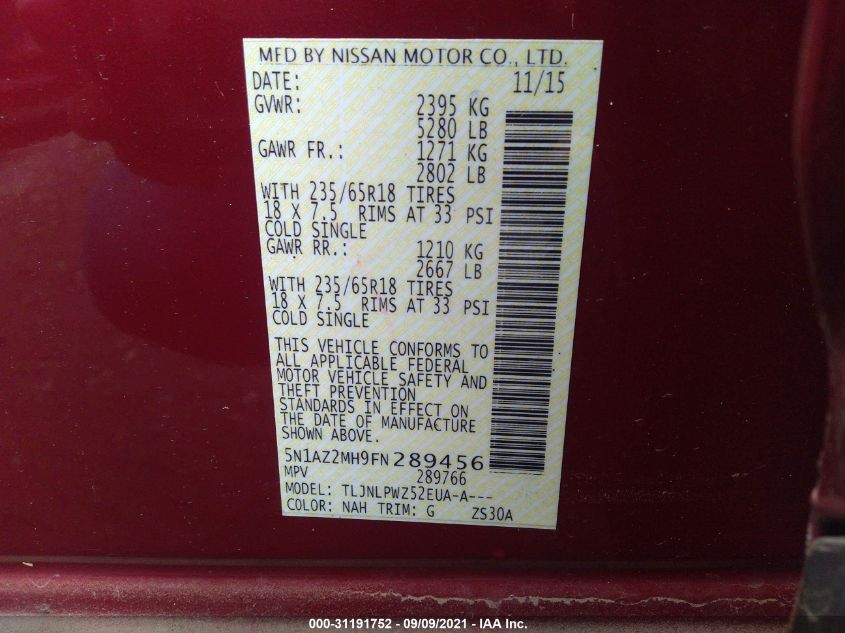 MFD BY NISSAN MOTOR CO., LTD.
DATE: 11/15
GVWR: 2395 KG
5280 LB
GAWR FR.: 1271 KG
2802 LB
WITH 235/65R18 TIRES
18 X 7.5 RIMS AT 33 PSI
COLD SINGLE
GAWR RR.: 1210 KG
2667 LB
WITH 235/65R18 TIRES
18 X 7.5 RIMS AT 33 PSI
COLD SINGLE
THIS VEHICLE CONFORMS TO
ALL APPLICABLE FEDERAL
MOTOR VEHICLE SAFETY AND
THEFT PREVENTION
STANDARDS IN EFFECT ON
THE DATE OF MANUFACTURE
SHOWN ABOVE.
5N1AZ2MH9FN289456
MPV 289766
MODEL: TLJNLPWZ52EUA-A---
COLOR: NAH TRIM: G ZS30A
000-31191752 - 09/09/2021 - IAA Inc.